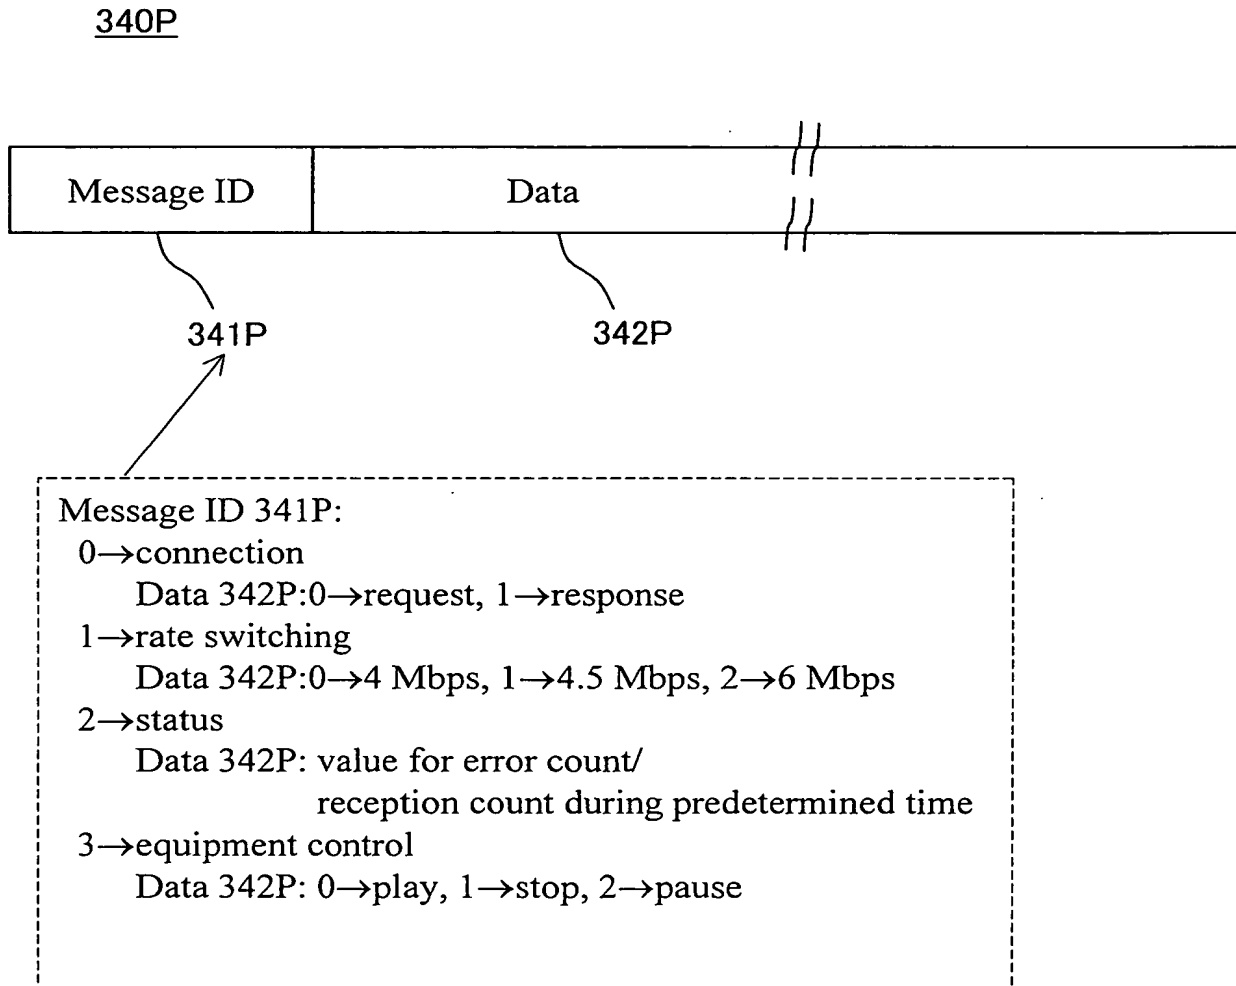 340P
Message ID Data
341P 342P
Message ID 341P:
0→connection
Data 342P:0→request, 1→response
1→rate switching
Data 342P:0→4 Mbps, 1→4.5 Mbps, 2→6 Mbps
2→status
Data 342P: value for error count/
reception count during predetermined time
3→equipment control
Data 342P: 0→play, 1→stop, 2→pause